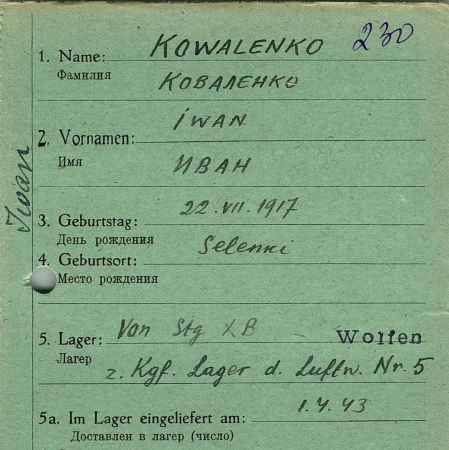 KOWALENKO 230
1. Name:
Фамилия КОВАЛЕНКО
IWAN
2. Vornamen:
Имя ИВАН
Iwan
3. Geburtstag: 22.VII.1917
День рождения
4. Geburtsort: Selenki
Место рождения
5. Lager: Von Stg XB – Wolfen
Лагер z. Kgf. Lager d. Luftw. Nr. 5
5a. Im Lager eingeliefert am: 1.4.43
Доставлен в лагер (число)